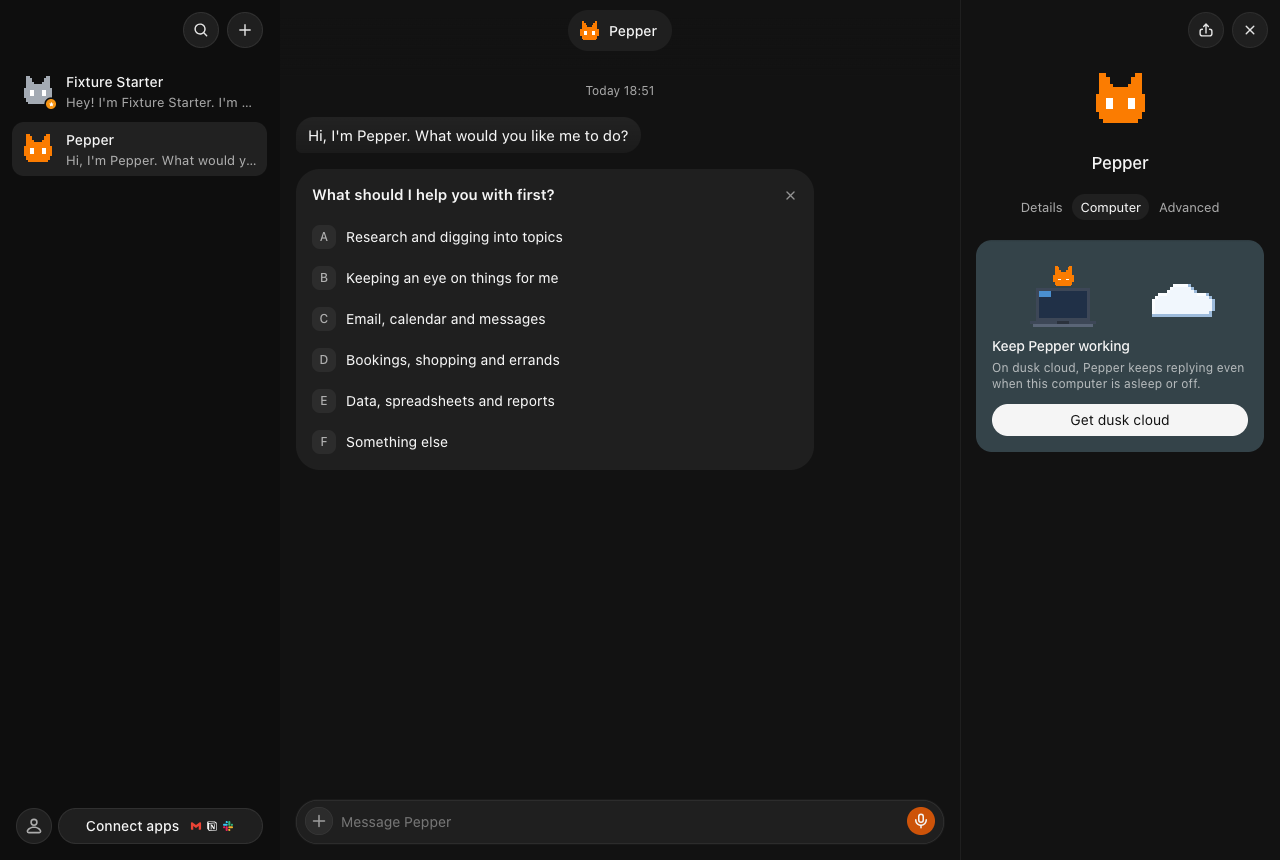 Fixture Starter
Hey! I'm Fixture Starter. I'm ...
Pepper
Hi, I'm Pepper. What would y...
Connect apps
Pepper
Today 18:51
Hi, I'm Pepper. What would you like me to do?
What should I help you with first?
A Research and digging into topics
B Keeping an eye on things for me
C Email, calendar and messages
D Bookings, shopping and errands
E Data, spreadsheets and reports
F Something else
Message Pepper
Pepper
Details Computer Advanced
Keep Pepper working
On dusk cloud, Pepper keeps replying even
when this computer is asleep or off.
Get dusk cloud